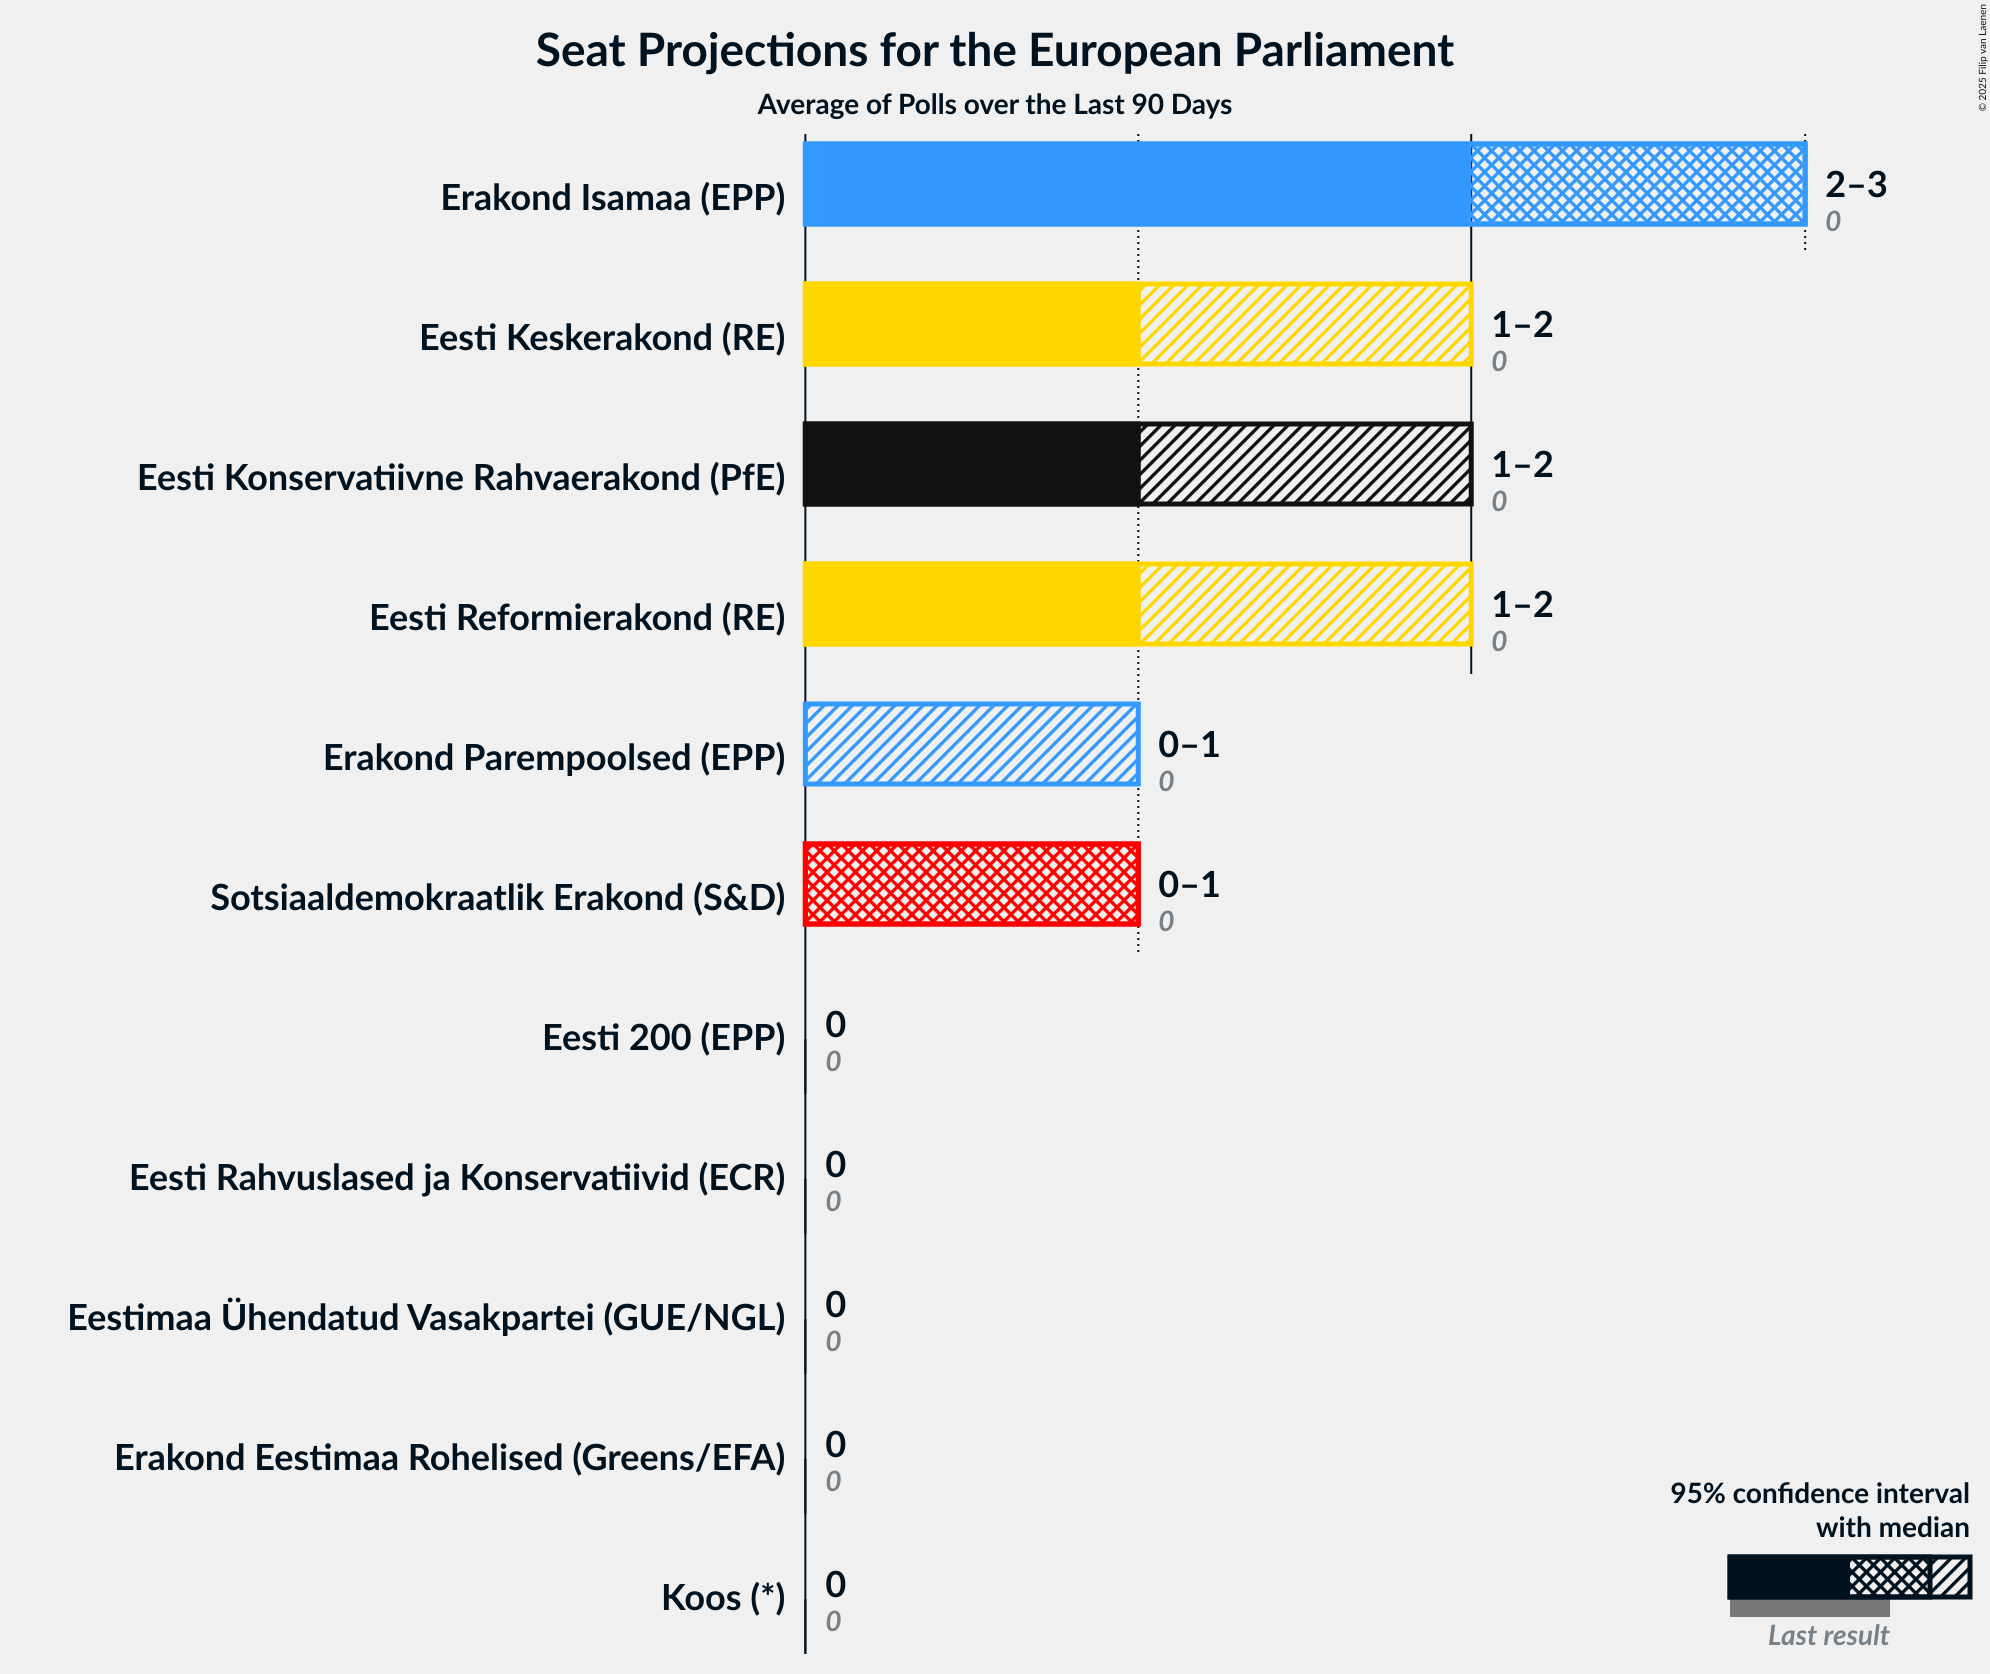 Seat Projections for the European Parliament
Average of Polls over the Last 90 Days
© 2025 Filip van Laenen
Erakond Isamaa (EPP)
2–3
0
Eesti Keskerakond (RE)
1–2
0
Eesti Konservatiivne Rahvaerakond (PfE)
1–2
0
Eesti Reformierakond (RE)
1–2
0
Erakond Parempoolsed (EPP)
0–1
0
Sotsiaaldemokraatlik Erakond (S&D)
0–1
0
Eesti 200 (EPP)
0
0
Eesti Rahvuslased ja Konservatiivid (ECR)
0
0
Eestimaa Ühendatud Vasakpartei (GUE/NGL)
0
0
Erakond Eestimaa Rohelised (Greens/EFA)
0
0
Koos (*)
0
0
95% confidence interval
with median
Last result